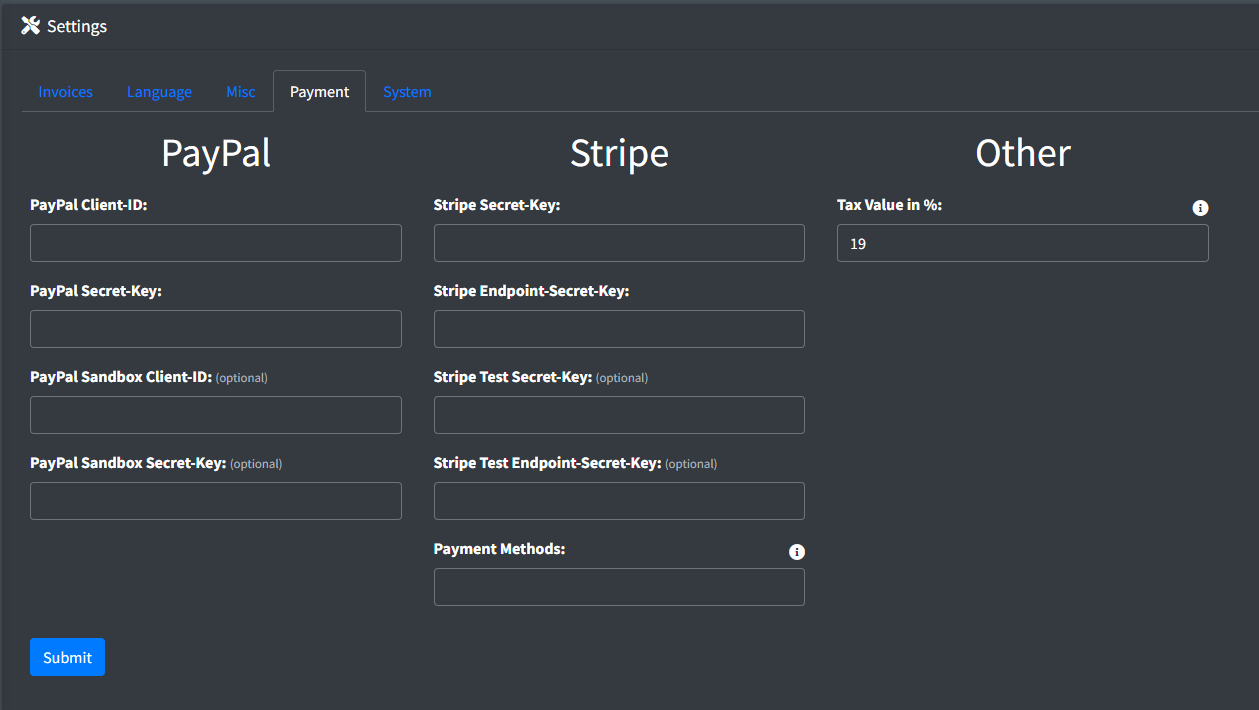 Settings
Invoices Language Misc Payment System
PayPal
PayPal Client-ID:
PayPal Secret-Key:
PayPal Sandbox Client-ID: (optional)
PayPal Sandbox Secret-Key: (optional)
Stripe
Stripe Secret-Key:
Stripe Endpoint-Secret-Key:
Stripe Test Secret-Key: (optional)
Stripe Test Endpoint-Secret-Key: (optional)
Payment Methods:
Other
Tax Value in %:
19
Submit